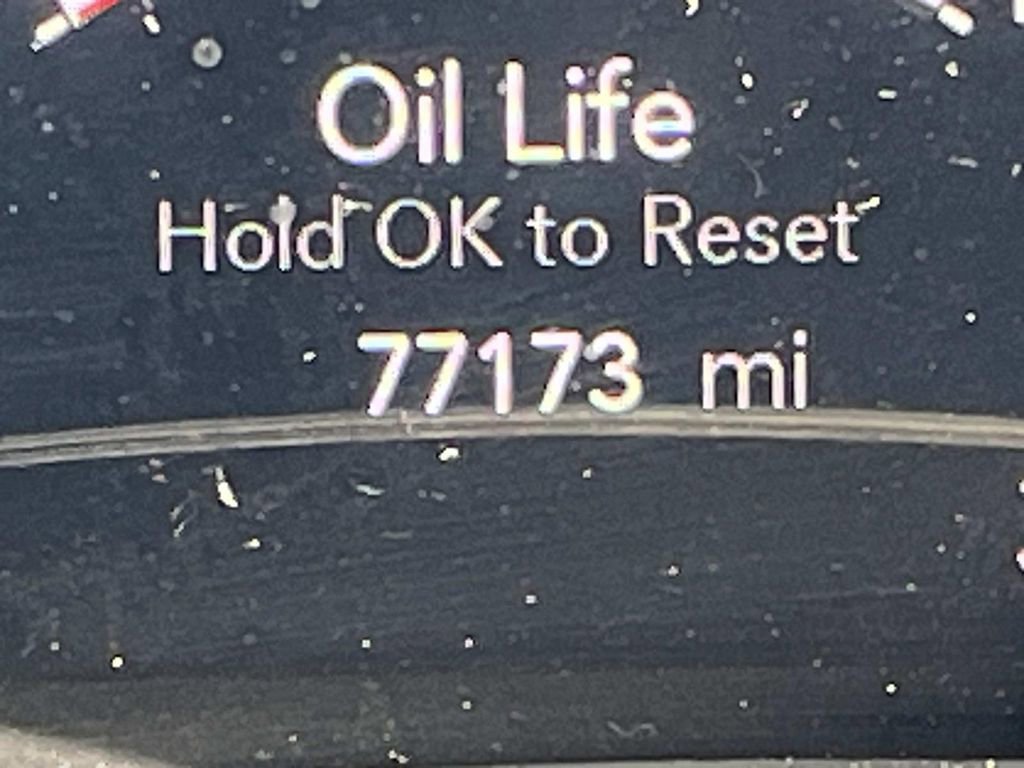 Oil Life
Hold OK to Reset
77173 mi